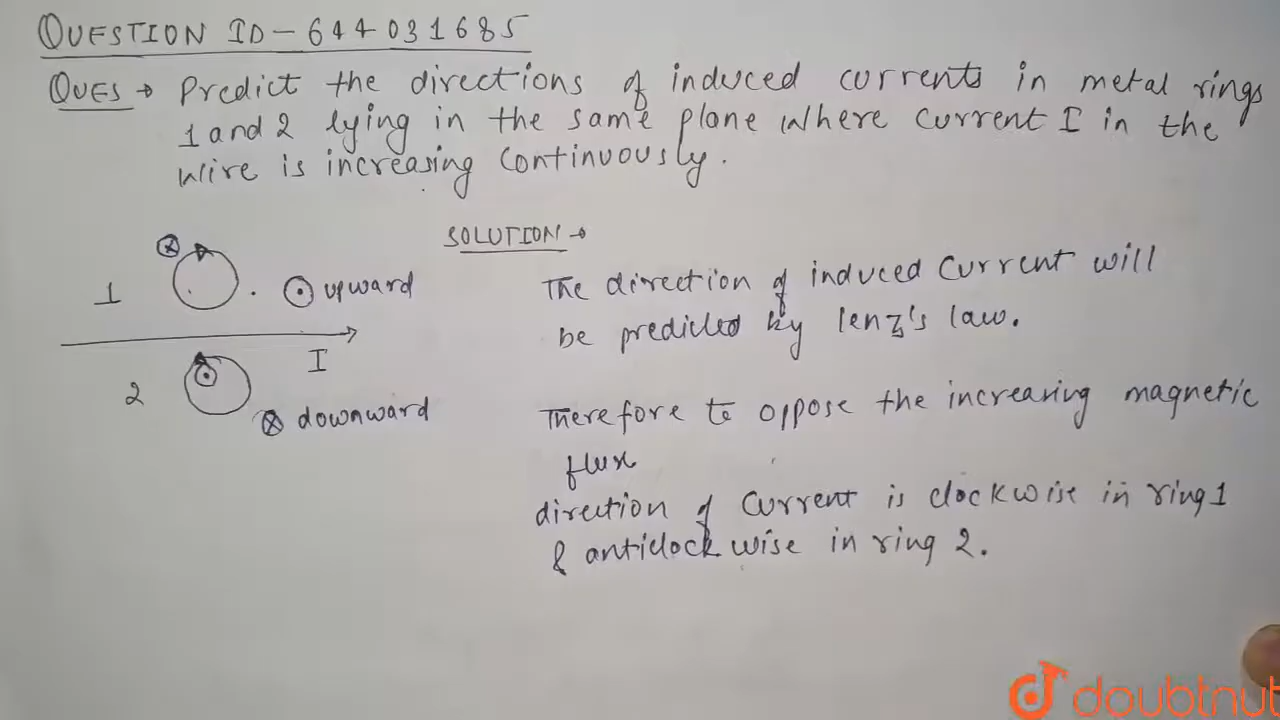 QUESTION ID - 644031685
QUES → Predict the directions of induced currents in metal rings
1 and 2 lying in the same plane where current I in the
wire is increasing continuously.
SOLUTION →
1
⊗
⊙ upward
I
2
⊙
⊗ downward
The direction of induced current will
be predicted by lenz's law.
Therefore to oppose the increasing magnetic
flux
direction of current is clockwise in ring 1
& anticlockwise in ring 2.
doubtnut